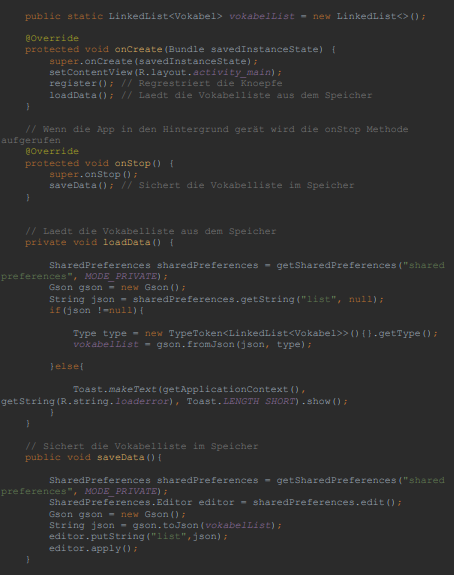 public static LinkedList<Vokabel> vokabelList = new LinkedList<>();
@Override
protected void onCreate(Bundle savedInstanceState) {
super.onCreate(savedInstanceState);
setContentView(R.layout.activity_main);
register(); // Regrestriert die Knoepfe
loadData(); // Laedt die Vokabelliste aus dem Speicher
}
// Wenn die App in den Hintergrund gerät wird die onStop Methode
aufgerufen
@Override
protected void onStop() {
super.onStop();
saveData(); // Sichert die Vokabelliste im Speicher
}
// Laedt die Vokabelliste aus dem Speicher
private void loadData() {
SharedPreferences sharedPreferences = getSharedPreferences("shared
preferences", MODE_PRIVATE);
Gson gson = new Gson();
String json = sharedPreferences.getString("list", null);
if(json !=null){
Type type = new TypeToken<LinkedList<Vokabel>>(){}.getType();
vokabelList = gson.fromJson(json, type);
}else{
Toast.makeText(getApplicationContext(),
getString(R.string.loaderror), Toast.LENGTH_SHORT).show();
}
}
// Sichert die Vokabelliste im Speicher
public void saveData(){
SharedPreferences sharedPreferences = getSharedPreferences("shared
preferences", MODE_PRIVATE);
SharedPreferences.Editor editor = sharedPreferences.edit();
Gson gson = new Gson();
String json = gson.toJson(vokabelList);
editor.putString("list",json);
editor.apply();
}